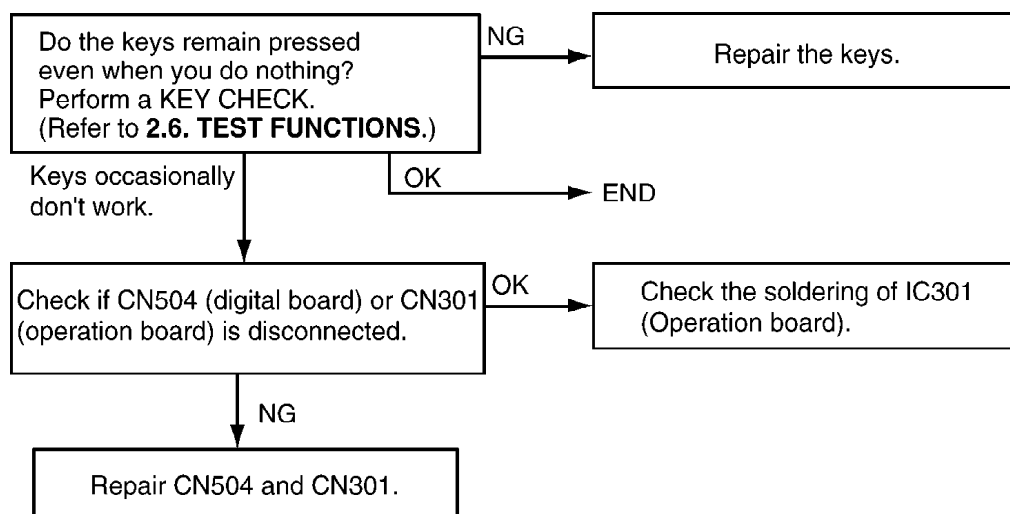 Do the keys remain pressed
even when you do nothing?
Perform a KEY CHECK.
(Refer to 2.6. TEST FUNCTIONS.)
NG
Repair the keys.
Keys occasionally
don't work.
OK
END
Check if CN504 (digital board) or CN301
(operation board) is disconnected.
OK
Check the soldering of IC301
(Operation board).
NG
Repair CN504 and CN301.